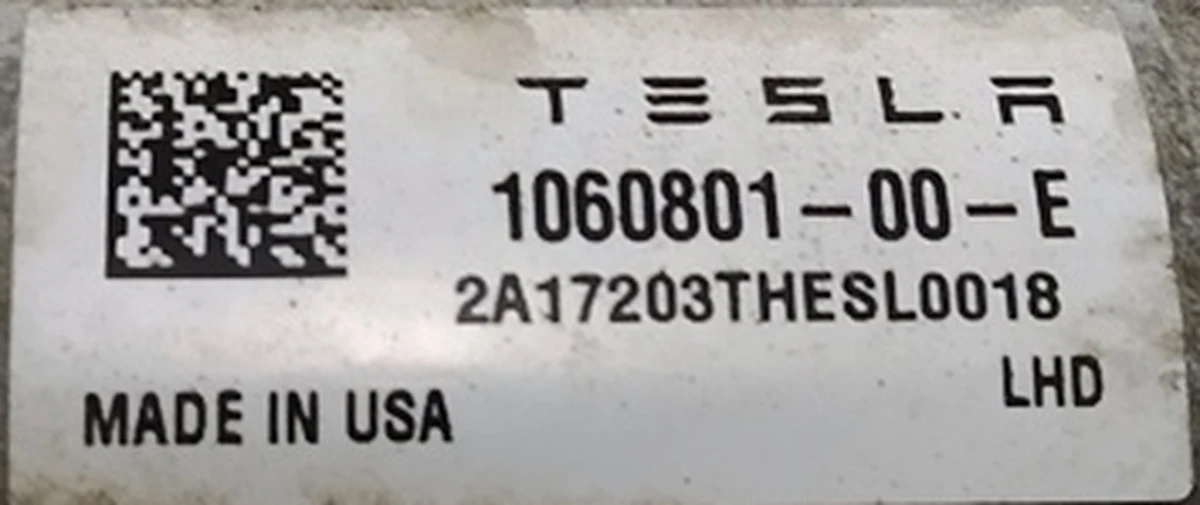 TESLA
1060801-00-E
2A17203THESL0018
LHD
MADE IN USA